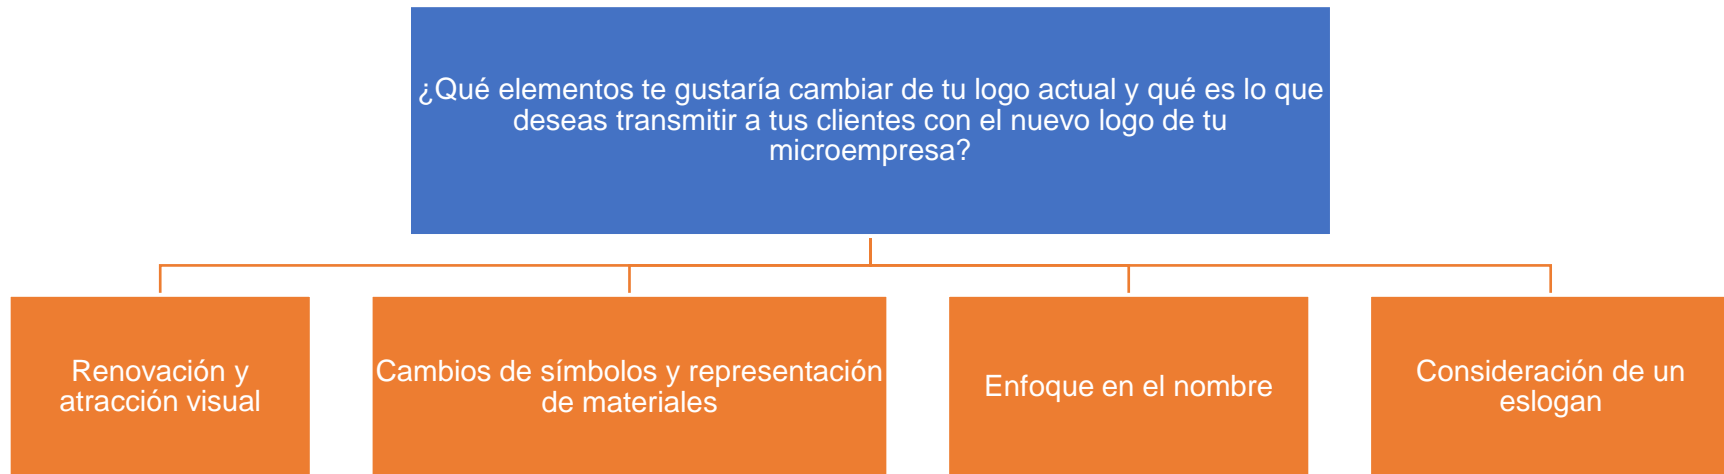 ¿Qué elementos te gustaría cambiar de tu logo actual y qué es lo que
deseas transmitir a tus clientes con el nuevo logo de tu
microempresa?
Renovación y
atracción visual
Cambios de símbolos y representación
de materiales
Enfoque en el nombre
Consideración de un
eslogan